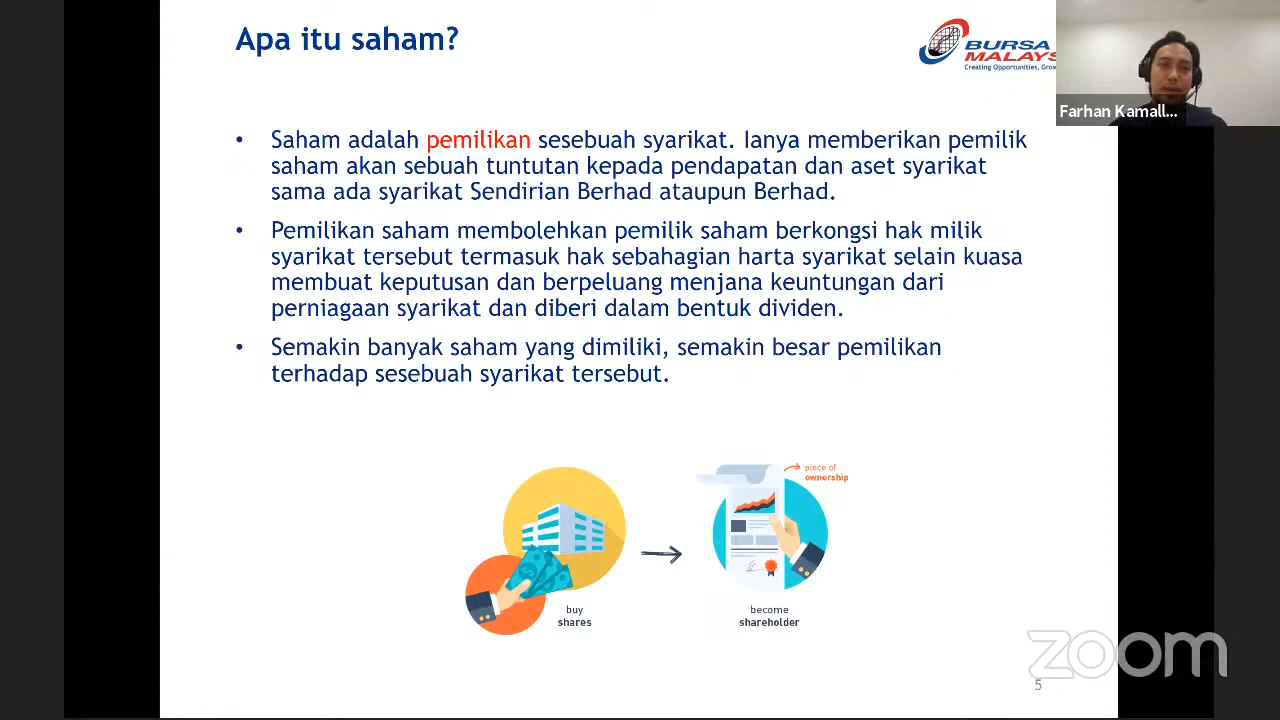 Apa itu saham?
BURSA
MALAYS
Creating Opportunities, Grow
Farhan Kamall...
• Saham adalah pemilikan sesebuah syarikat. Ianya memberikan pemilik
saham akan sebuah tuntutan kepada pendapatan dan aset syarikat
sama ada syarikat Sendirian Berhad ataupun Berhad.
• Pemilikan saham membolehkan pemilik saham berkongsi hak milik
syarikat tersebut termasuk hak sebahagian harta syarikat selain kuasa
membuat keputusan dan berpeluang menjana keuntungan dari
perniagaan syarikat dan diberi dalam bentuk dividen.
• Semakin banyak saham yang dimiliki, semakin besar pemilikan
terhadap sesebuah syarikat tersebut.
piece of
ownership
buy
shares
become
shareholder
zoom
5